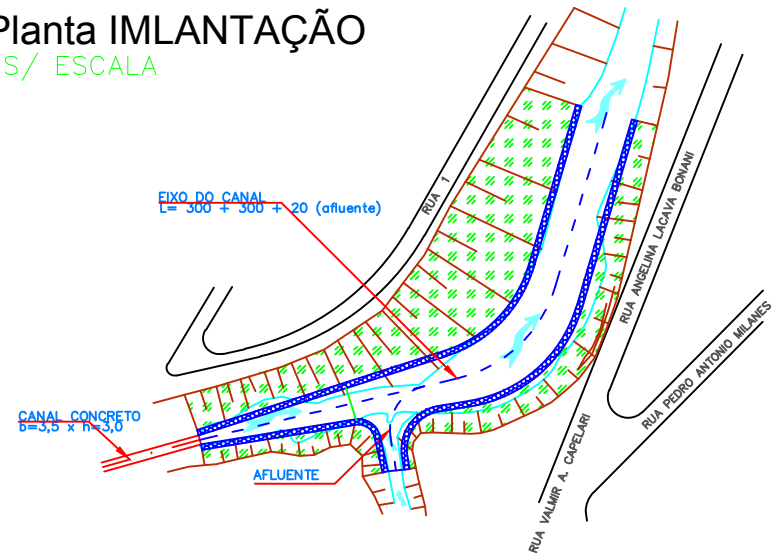 Planta IMLANTAÇÃO
S/ ESCALA
EIXO DO CANAL
L= 300 + 300 + 20 (afluente)
RUA 1
RUA ANGELINA LACAVA BONANI
RUA PEDRO ANTONIO MILANES
CANAL CONCRETO
b=3,5 x h=3,0
AFLUENTE
RUA VALMIR A. CAPELARI